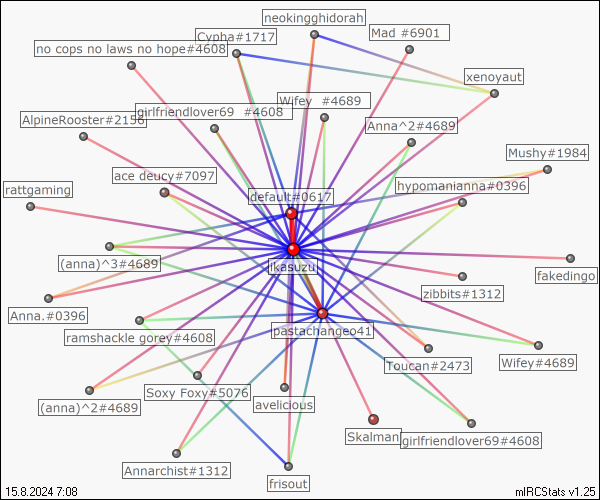 neokingghidorah
Cypha#1717
Mad #6901
no cops no laws no hope#4608
xenoyaut
Wifey #4689
girlfriendlover69 #4608
AlpineRooster#2156
Anna^2#4689
Mushy#1984
ace deucy#7097
hypomanianna#0396
rattgaming
default#0617
(anna)^3#4689
ikasuzu
fakedingo
zibbits#1312
Anna.#0396
pastachangeo41
ramshackle gorey#4608
Toucan#2473
Wifey#4689
Soxy Foxy#5076
(anna)^2#4689
avelicious
Skalman
girlfriendlover69#4608
Annarchist#1312
frisout
15.8.2024 7:08
mIRCStats v1.25